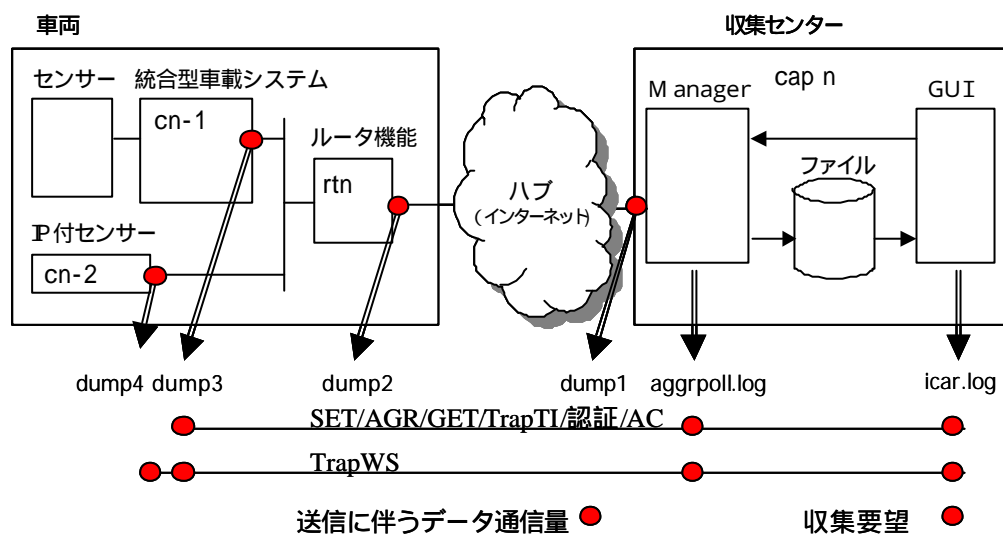 車両
収集センター
センサー
統合型車載システム
cn-1
ルータ機能
rtn
IP付センサー
cn-2
ハブ
(インターネット)
Manager
cap n
GUI
ファイル
dump4
dump3
dump2
dump1
aggrpoll.log
icar.log
SET/AGR/GET/TrapTI/認証/AC
TrapWS
送信に伴うデータ通信量
収集要望